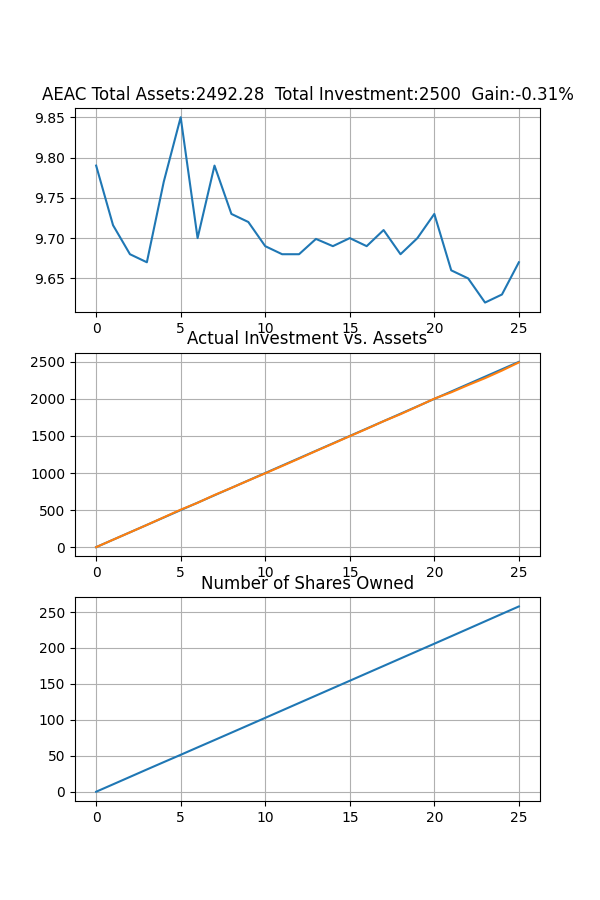 AEAC Total Assets:2492.28  Total Investment:2500  Gain:-0.31%
9.85
9.80
9.75
9.70
9.65
0 5 10 15 20 25
Actual Investment vs. Assets
2500
2000
1500
1000
500
0
0 5 10 15 20 25
Number of Shares Owned
250
200
150
100
50
0
0 5 10 15 20 25